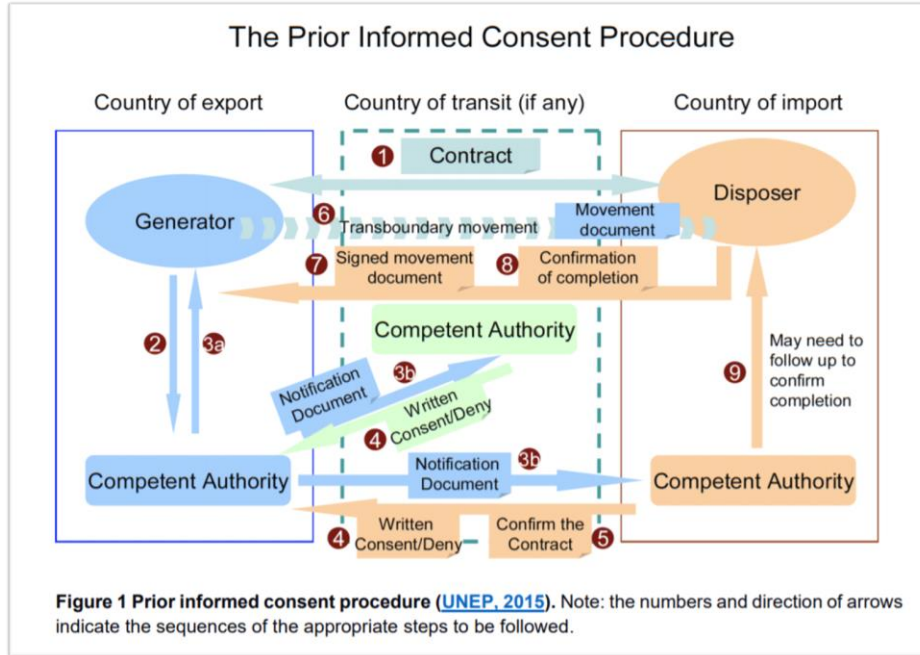 The Prior Informed Consent Procedure
Country of export
Country of transit (if any)
Country of import
1
Contract
Generator
Disposer
6
Transboundary movement
Movement
document
7
Signed movement
document
8
Confirmation
of completion
2
3a
Competent Authority
Notification
Document
3b
4
Written
Consent/Deny
9
May need to
follow up to
confirm
completion
Competent Authority
Notification
Document
3b
Competent Authority
4
Written
Consent/Deny
Confirm the
Contract
5
Figure 1 Prior informed consent procedure (UNEP, 2015). Note: the numbers and direction of arrows
indicate the sequences of the appropriate steps to be followed.